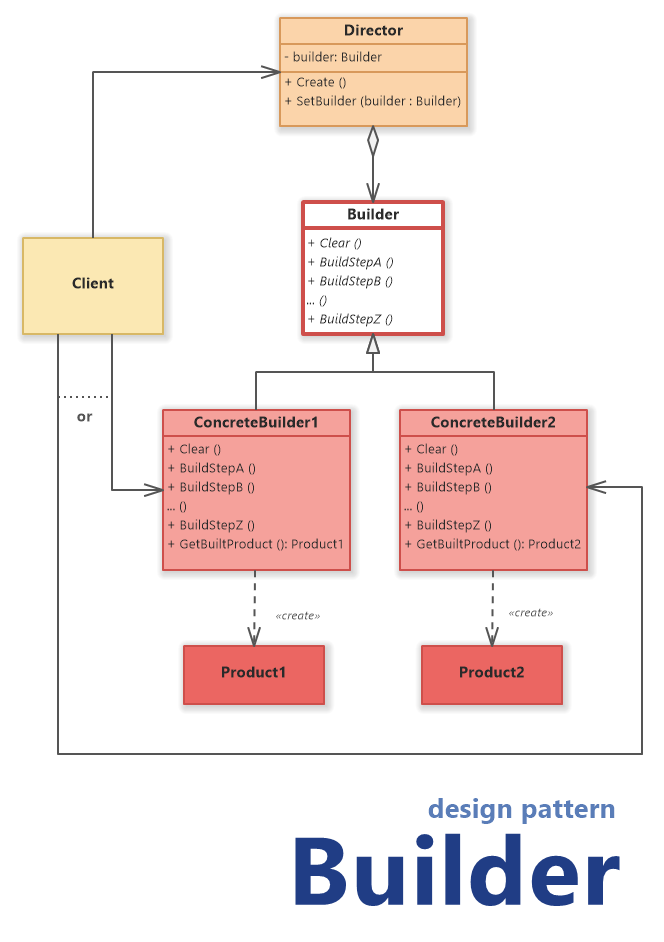 Director
- builder: Builder
+ Create ()
+ SetBuilder (builder : Builder)
Builder
+ Clear ()
+ BuildStepA ()
+ BuildStepB ()
... ()
+ BuildStepZ ()
Client
or
ConcreteBuilder1
+ Clear ()
+ BuildStepA ()
+ BuildStepB ()
... ()
+ BuildStepZ ()
+ GetBuiltProduct (): Product1
ConcreteBuilder2
+ Clear ()
+ BuildStepA ()
+ BuildStepB ()
... ()
+ BuildStepZ ()
+ GetBuiltProduct (): Product2
«create»
«create»
Product1
Product2
design pattern
Builder